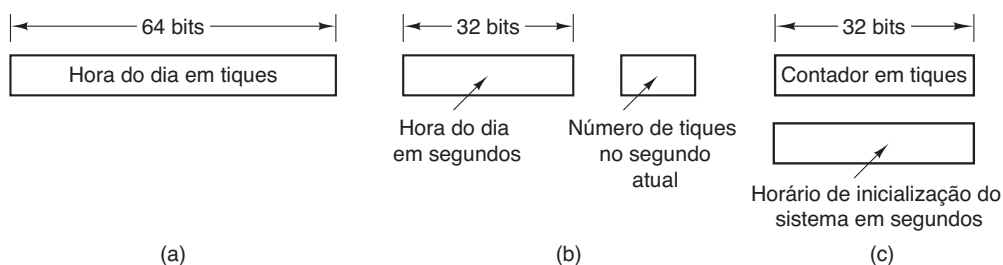 64 bits
Hora do dia em tiques
(a)
32 bits
Hora do dia
em segundos
Número de tiques
no segundo
atual
(b)
32 bits
Contador em tiques
Horário de inicialização do
sistema em segundos
(c)